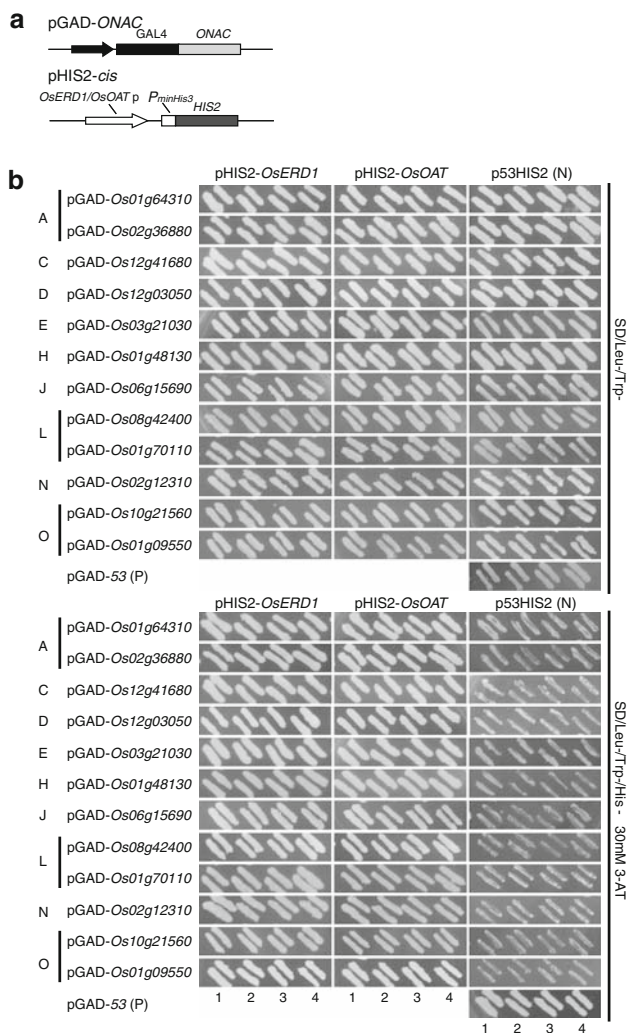 a
pGAD-ONAC
GAL4 ONAC
pHIS2-cis
OsERD1/OsOAT p PminHis3 HIS2
b
pHIS2-OsERD1 pHIS2-OsOAT p53HIS2 (N)
A pGAD-Os01g64310
pGAD-Os02g36880
C pGAD-Os12g41680
D pGAD-Os12g03050
E pGAD-Os03g21030
H pGAD-Os01g48130
J pGAD-Os06g15690
L pGAD-Os08g42400
pGAD-Os01g70110
N pGAD-Os02g12310
O pGAD-Os10g21560
pGAD-Os01g09550
pGAD-53 (P)
SD/Leu-/Trp-
pHIS2-OsERD1 pHIS2-OsOAT p53HIS2 (N)
A pGAD-Os01g64310
pGAD-Os02g36880
C pGAD-Os12g41680
D pGAD-Os12g03050
E pGAD-Os03g21030
H pGAD-Os01g48130
J pGAD-Os06g15690
L pGAD-Os08g42400
pGAD-Os01g70110
N pGAD-Os02g12310
O pGAD-Os10g21560
pGAD-Os01g09550
pGAD-53 (P) 1 2 3 4 1 2 3 4
1 2 3 4
SD/Leu-/Trp-/His - 30mM 3-AT